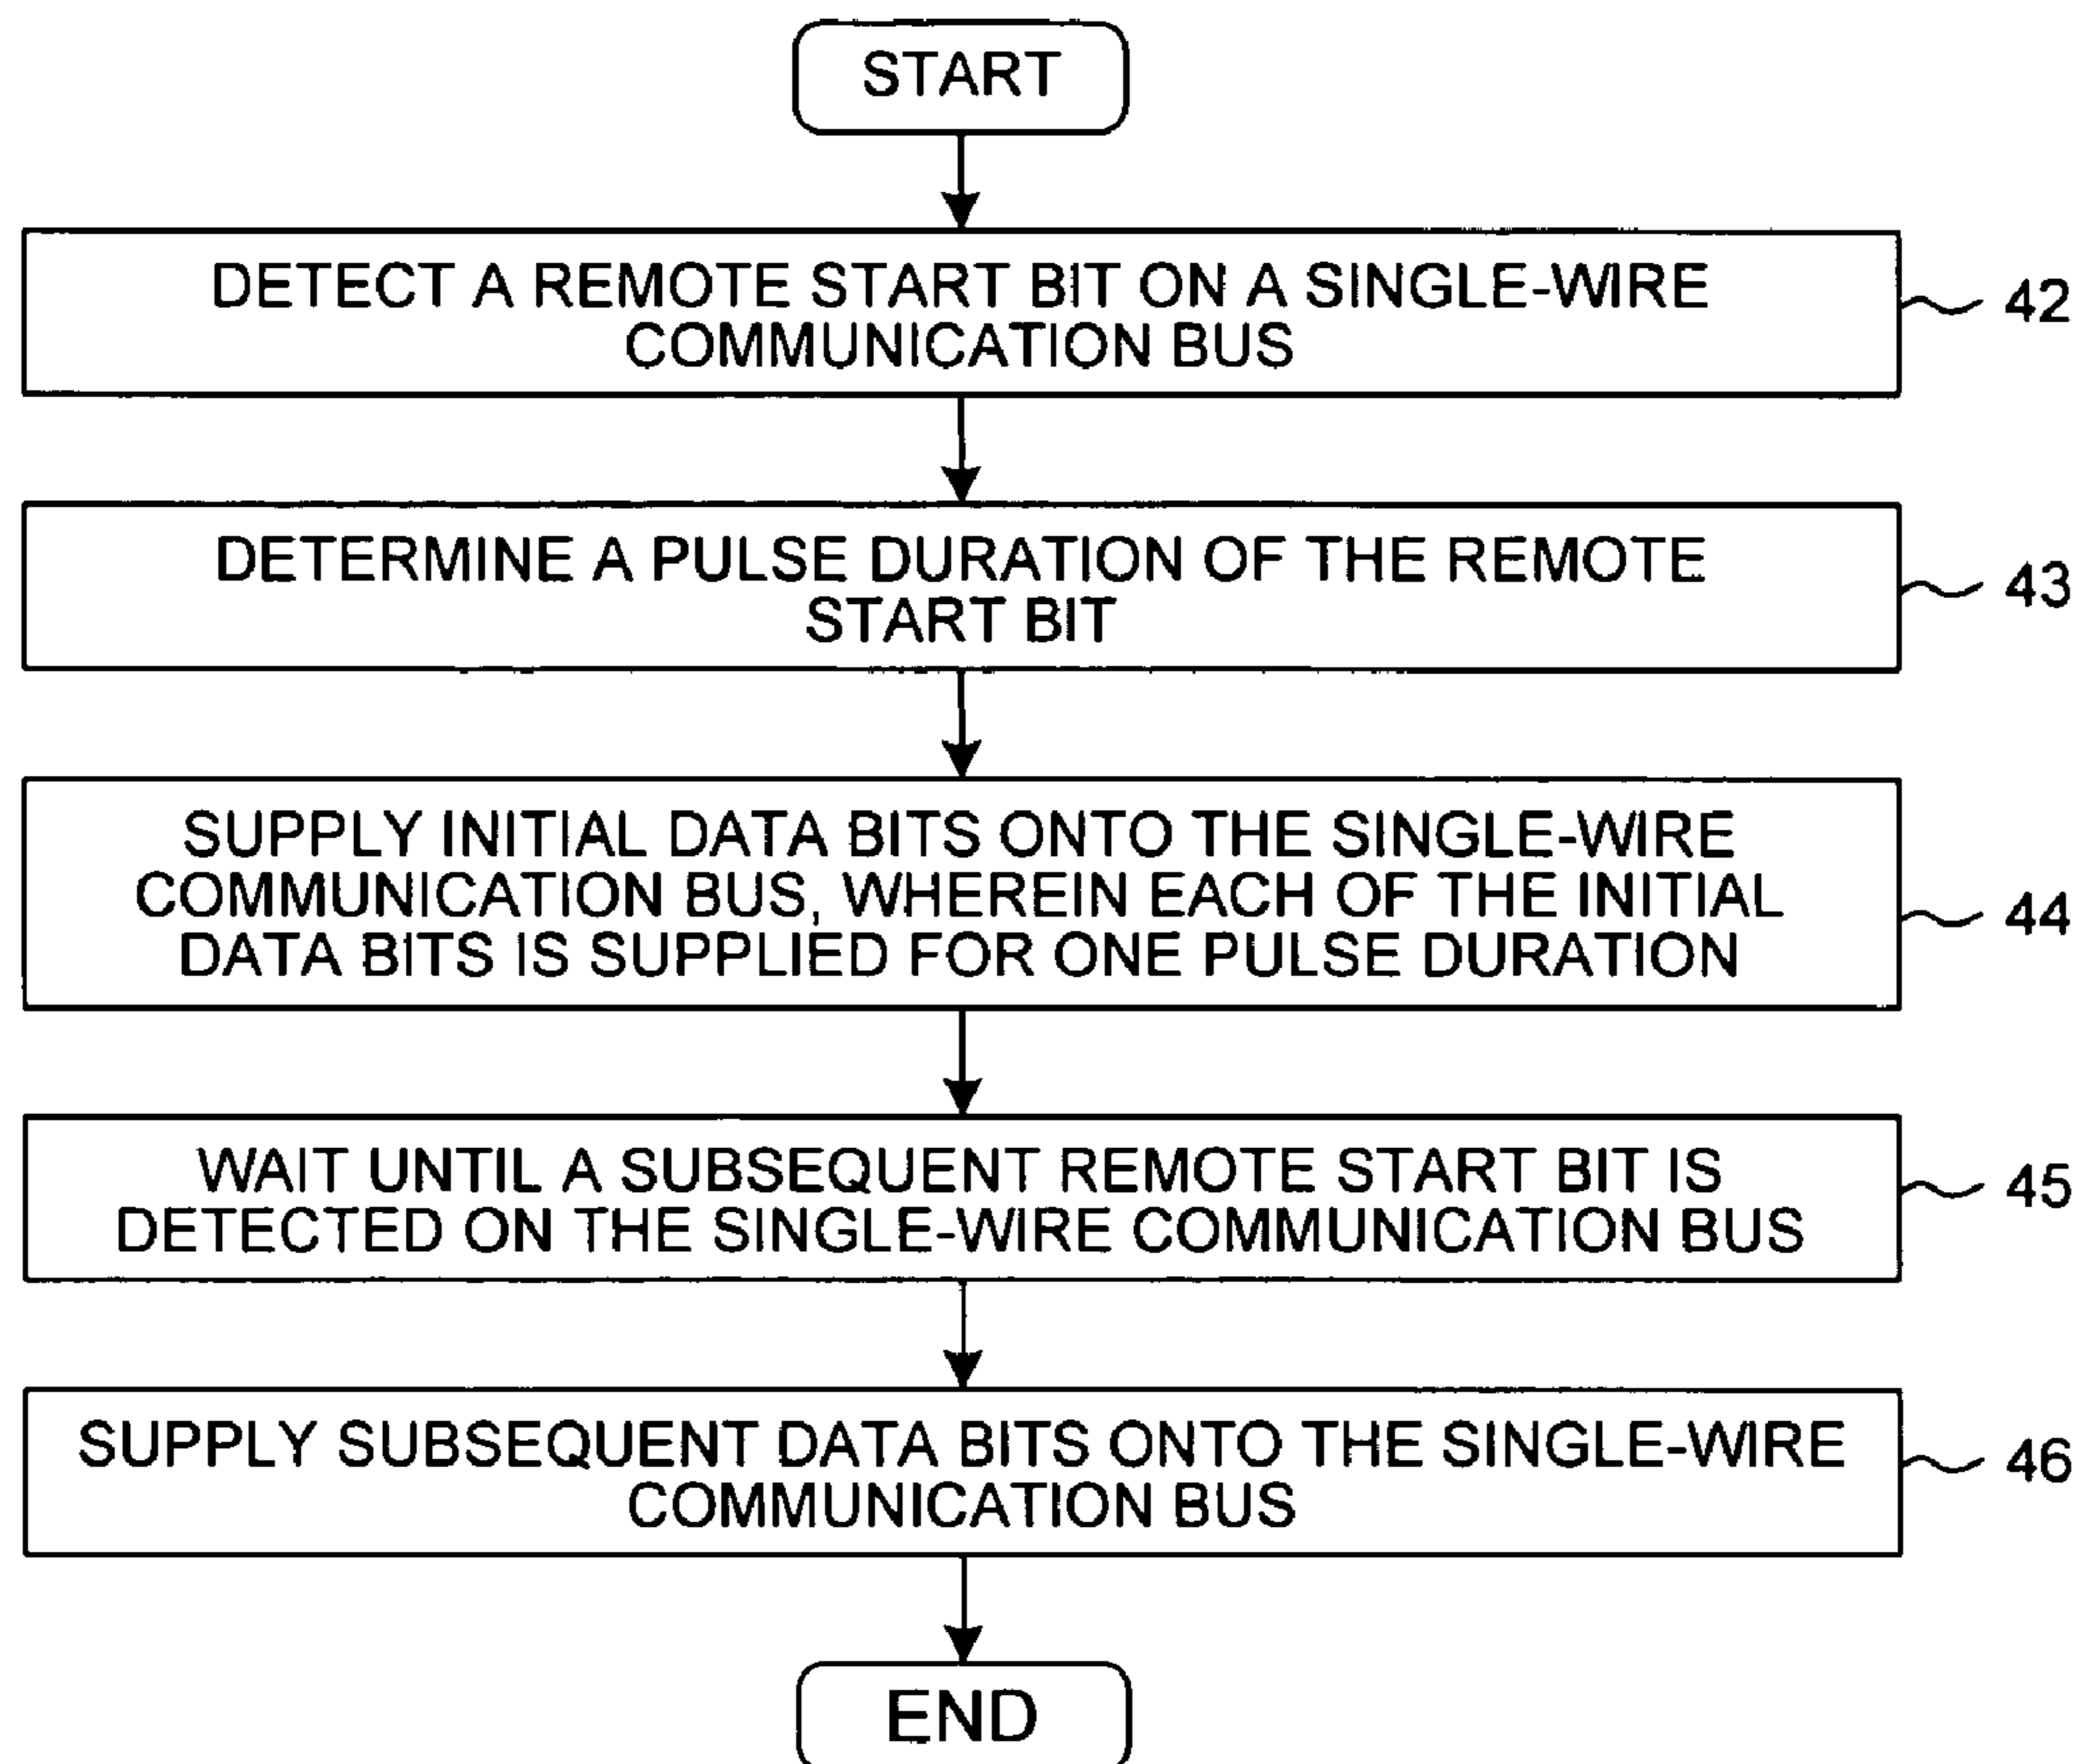 START
DETECT A REMOTE START BIT ON A SINGLE-WIRE
COMMUNICATION BUS
42
DETERMINE A PULSE DURATION OF THE REMOTE
START BIT
43
SUPPLY INITIAL DATA BITS ONTO THE SINGLE-WIRE
COMMUNICATION BUS, WHEREIN EACH OF THE INITIAL
DATA BITS IS SUPPLIED FOR ONE PULSE DURATION
44
WAIT UNTIL A SUBSEQUENT REMOTE START BIT IS
DETECTED ON THE SINGLE-WIRE COMMUNICATION BUS
45
SUPPLY SUBSEQUENT DATA BITS ONTO THE SINGLE-WIRE
COMMUNICATION BUS
46
END